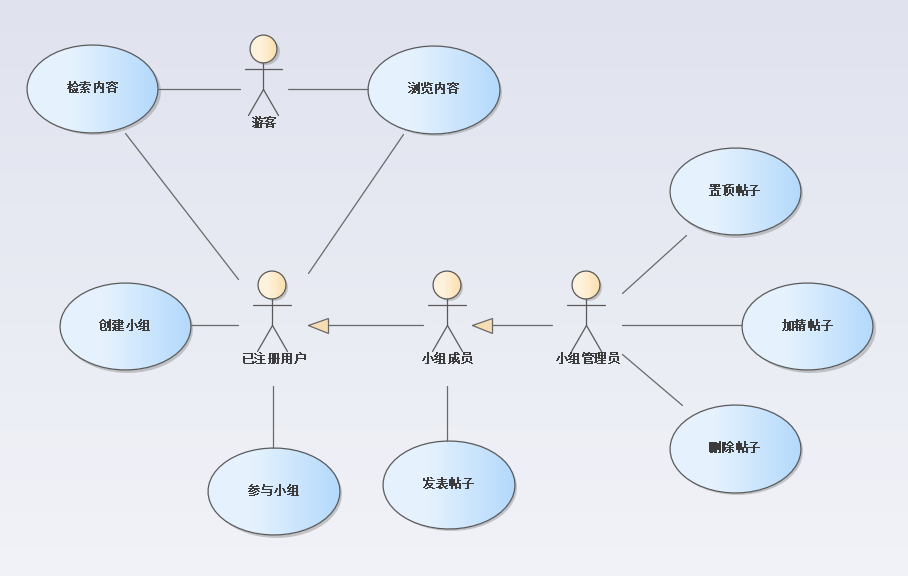 检索内容
游客
浏览内容
置顶帖子
创建小组
已注册用户
小组成员
小组管理员
加精帖子
参与小组
发表帖子
删除帖子